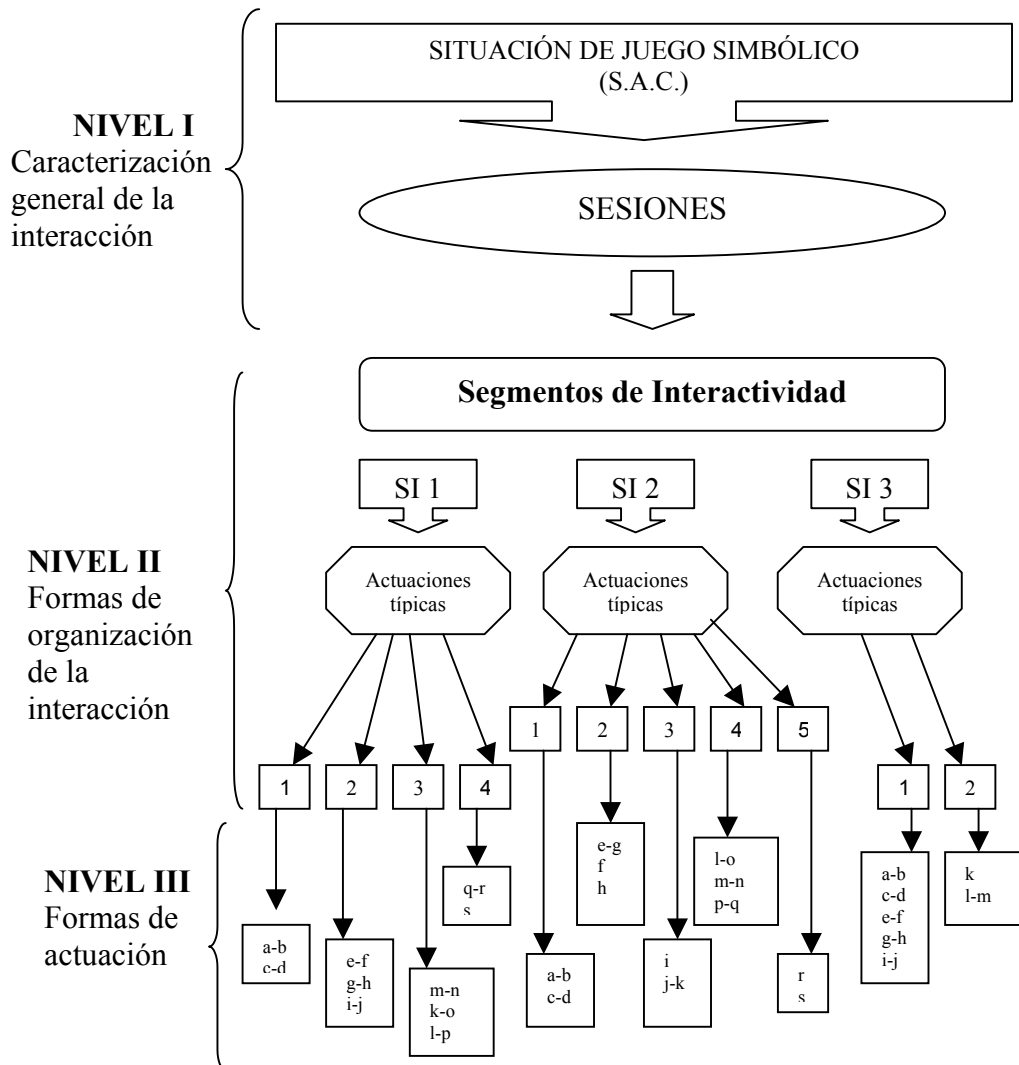 SITUACIÓN DE JUEGO SIMBÓLICO
(S.A.C.)
NIVEL I
Caracterización
general de la
interacción
SESIONES
Segmentos de Interactividad
SI 1
SI 2
SI 3
NIVEL II
Formas de
organización
de la
interacción
Actuaciones
típicas
Actuaciones
típicas
Actuaciones
típicas
1
2
3
4
5
1
2
3
4
1
2
NIVEL III
Formas de
actuación
a-b
c-d
e-f
g-h
i-j
m-n
k-o
l-p
q-r
s
a-b
c-d
e-g
f
h
i
j-k
l-o
m-n
p-q
r
s
a-b
c-d
e-f
g-h
i-j
k
l-m